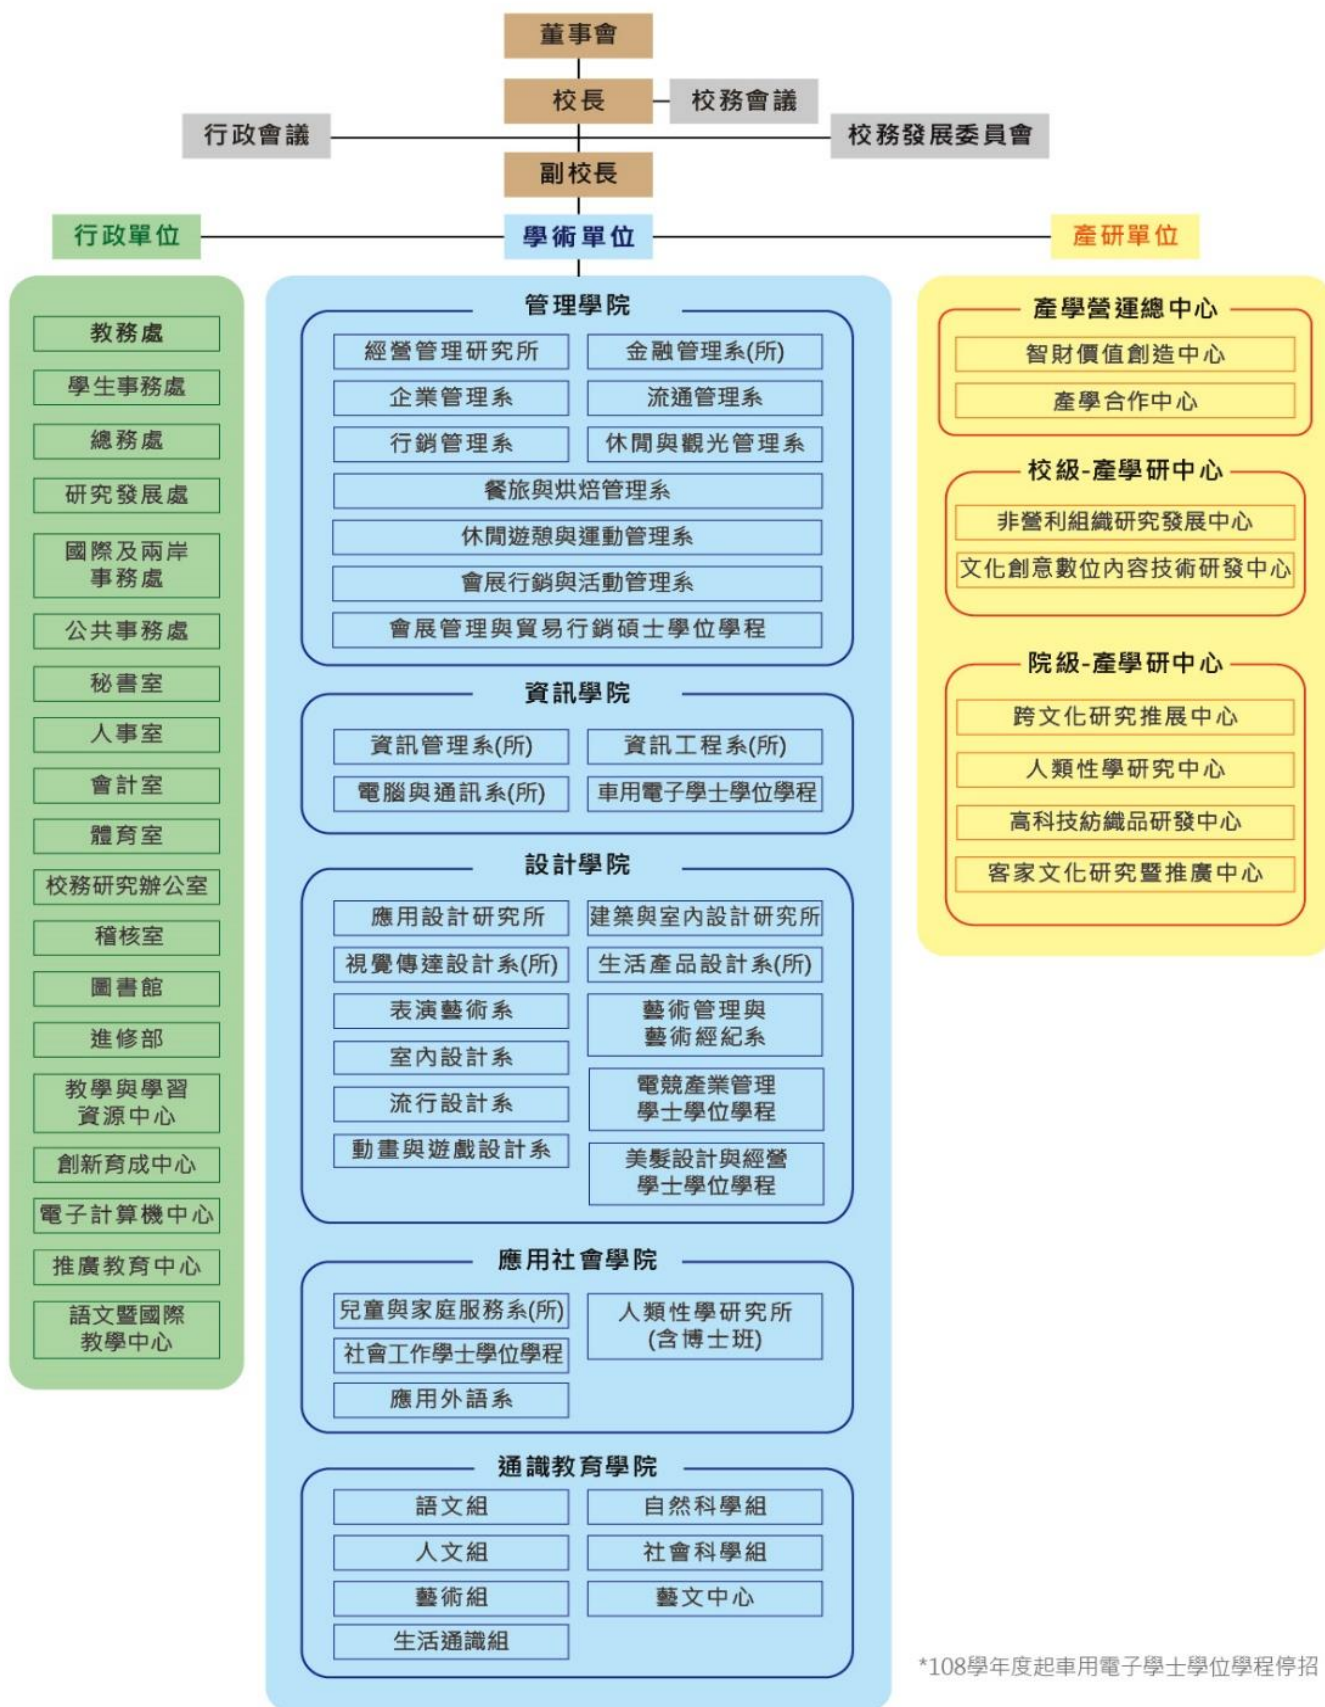 董事會
校長
校務會議
行政會議
校務發展委員會
副校長
行政單位
學術單位
產研單位
教務處
學生事務處
總務處
研究發展處
國際及兩岸
事務處
公共事務處
秘書室
人事室
會計室
體育室
校務研究辦公室
稽核室
圖書館
進修部
教學與學習
資源中心
創新育成中心
電子計算機中心
推廣教育中心
語文暨國際
教學中心
管理學院
經營管理研究所
金融管理系(所)
企業管理系
流通管理系
行銷管理系
休閒與觀光管理系
餐旅與烘焙管理系
休閒遊憩與運動管理系
會展行銷與活動管理系
會展管理與貿易行銷碩士學位學程
資訊學院
資訊管理系(所)
資訊工程系(所)
電腦與通訊系(所)
車用電子學士學位學程
設計學院
應用設計研究所
建築與室內設計研究所
視覺傳達設計系(所)
生活產品設計系(所)
表演藝術系
藝術管理與
藝術經紀系
室內設計系
流行設計系
電競產業管理
學士學位學程
動畫與遊戲設計系
美髮設計與經營
學士學位學程
應用社會學院
兒童與家庭服務系(所)
人類性學研究所
(含博士班)
社會工作學士學位學程
應用外語系
通識教育學院
語文組
自然科學組
人文組
社會科學組
藝術組
藝文中心
生活通識組
產學營運總中心
智財價值創造中心
產學合作中心
校級-產學研中心
非營利組織研究發展中心
文化創意數位內容技術研發中心
院級-產學研中心
跨文化研究推展中心
人類性學研究中心
高科技紡織品研發中心
客家文化研究暨推廣中心
*108學年度起車用電子學士學位學程停招